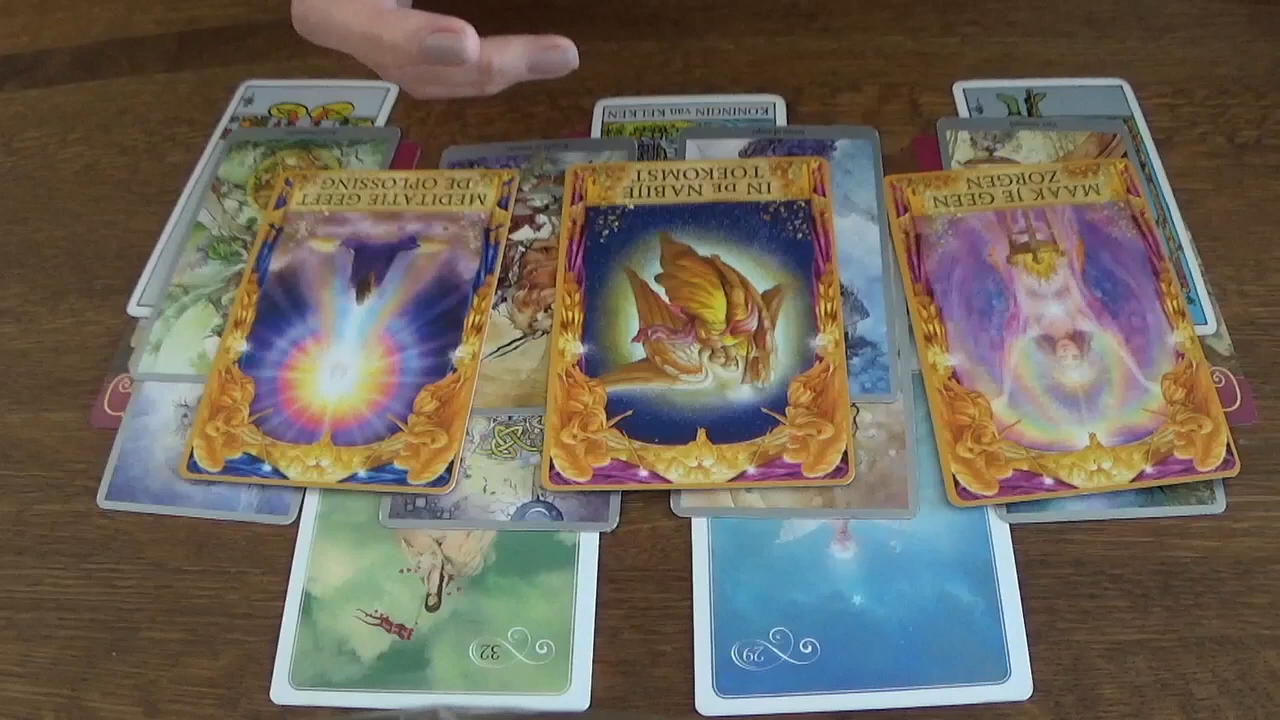 KONINGIN van KELKEN
MEDITATIE GEEFT
DE OPLOSSING
IN DE NABIJE
TOEKOMST
MAAK JE GEEN
ZORGEN
32
29